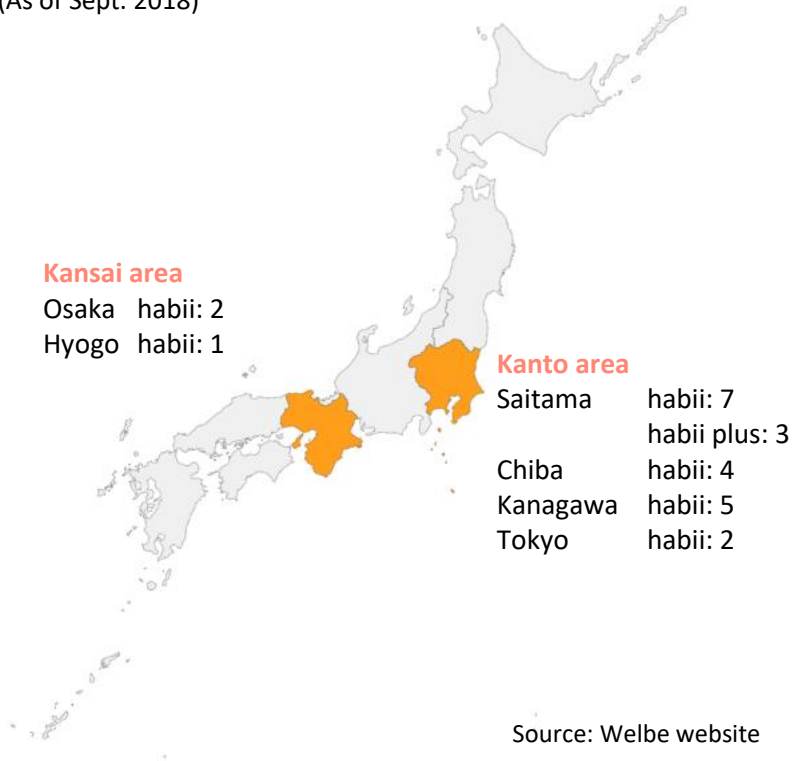 (As of Sept. 2018)
Kansai area
Osaka habii: 2
Hyogo habii: 1
Kanto area
Saitama habii: 7
habii plus: 3
Chiba habii: 4
Kanagawa habii: 5
Tokyo habii: 2
Source: Welbe website